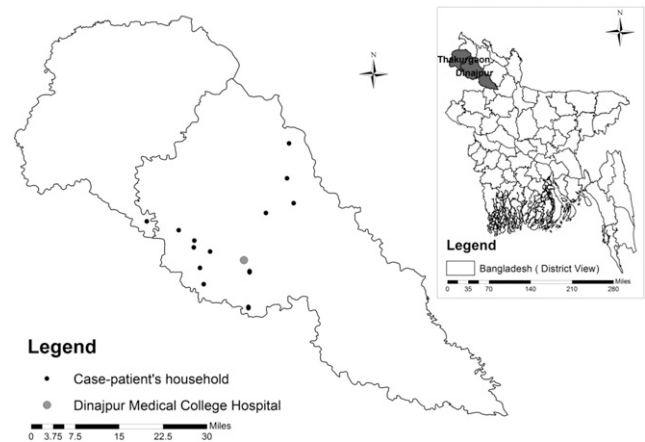 N
Legend
Case-patient's household
Dinajpur Medical College Hospital
0 3.75 7.5 15 22.5 30 Miles
N
Thakurgaon
Dinajpur
Legend
Bangladesh ( District View)
Miles
0 35 70 140 210 280